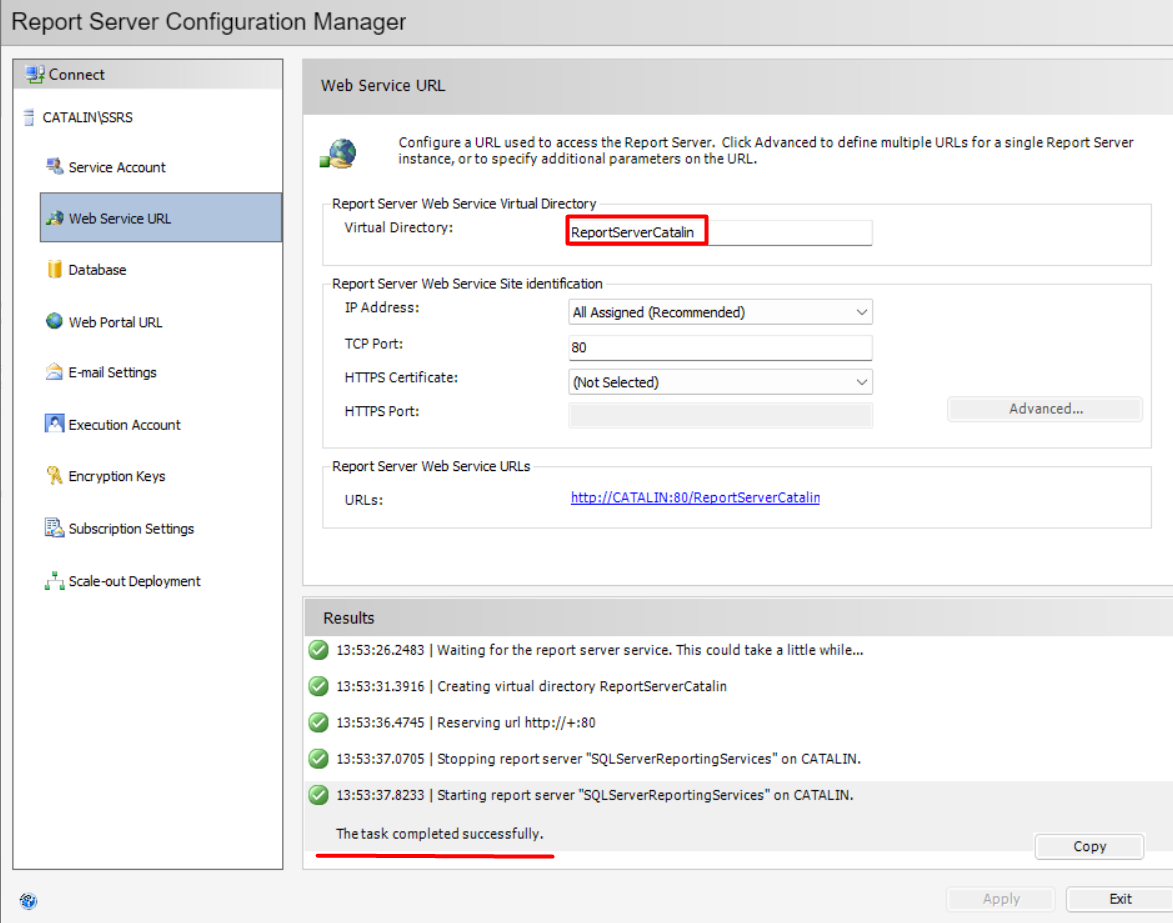 Report Server Configuration Manager
Connect
CATALIN\SSRS
Service Account
Web Service URL
Database
Web Portal URL
E-mail Settings
Execution Account
Encryption Keys
Subscription Settings
Scale-out Deployment
Web Service URL
Configure a URL used to access the Report Server. Click Advanced to define multiple URLs for a single Report Server
instance, or to specify additional parameters on the URL.
Report Server Web Service Virtual Directory
Virtual Directory:
ReportServerCatalin
Report Server Web Service Site identification
IP Address:
All Assigned (Recommended)
TCP Port:
80
HTTPS Certificate:
(Not Selected)
HTTPS Port:
Advanced...
Report Server Web Service URLs
URLs:
http://CATALIN:80/ReportServerCatalin
Results
13:53:26.2483 | Waiting for the report server service. This could take a little while...
13:53:31.3916 | Creating virtual directory ReportServerCatalin
13:53:36.4745 | Reserving url http://+:80
13:53:37.0705 | Stopping report server "SQLServerReportingServices" on CATALIN.
13:53:37.8233 | Starting report server "SQLServerReportingServices" on CATALIN.
The task completed successfully.
Copy
Apply
Exit